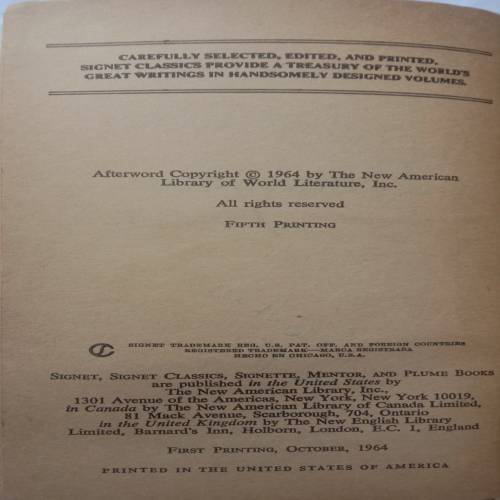 CAREFULLY SELECTED, EDITED, AND PRINTED,
SIGNET CLASSICS PROVIDE A TREASURY OF THE WORLD'S
GREAT WRITINGS IN HANDSOMELY DESIGNED VOLUMES.
Afterword Copyright © 1964 by The New American
Library of World Literature, Inc.
All rights reserved
FIFTH PRINTING
SIGNET TRADEMARK REG. U.S. PAT. OFF. AND FOREIGN COUNTRIES
REGISTERED TRADEMARK—MARCA REGISTRADA
HECHO EN CHICAGO, U.S.A.
SIGNET, SIGNET CLASSICS, SIGNETTE, MENTOR, AND PLUME BOOKS
are published in the United States by
The New American Library, Inc.,
1301 Avenue of the Americas, New York, New York 10019,
in Canada by The New American Library of Canada Limited,
81 Mack Avenue, Scarborough, 704, Ontario
in the United Kingdom by The New English Library
Limited, Barnard's Inn, Holborn, London, E.C. 1, England
FIRST PRINTING, OCTOBER, 1964
PRINTED IN THE UNITED STATES OF AMERICA